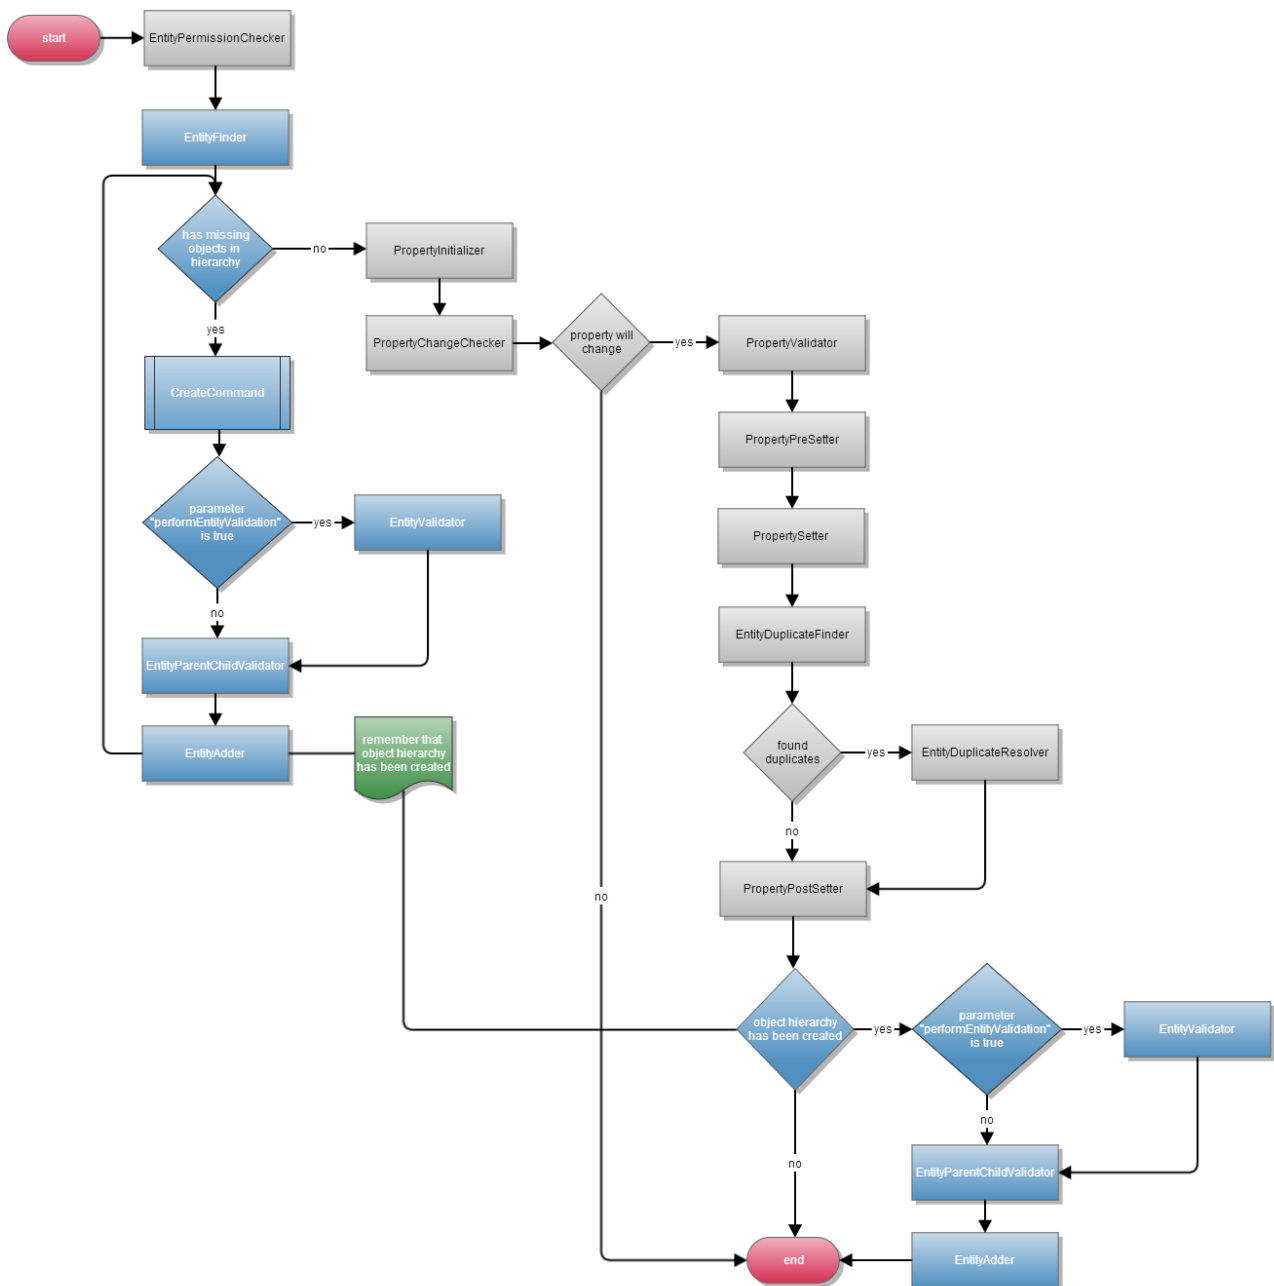 start
EntityPermissionChecker
EntityFinder
has missing
objects in
hierarchy
no
PropertyInitializer
yes
PropertyChangeChecker
property will
change
yes
PropertyValidator
CreateCommand
PropertyPreSetter
parameter
"performEntityValidation"
is true
yes
EntityValidator
PropertySetter
no
EntityDuplicateFinder
EntityParentChildValidator
EntityAdder
remember that
object hierarchy
has been created
found
duplicates
yes
EntityDuplicateResolver
no
PropertyPostSetter
no
object hierarchy
has been created
yes
parameter
"performEntityValidation"
is true
yes
EntityValidator
no
no
EntityParentChildValidator
end
EntityAdder